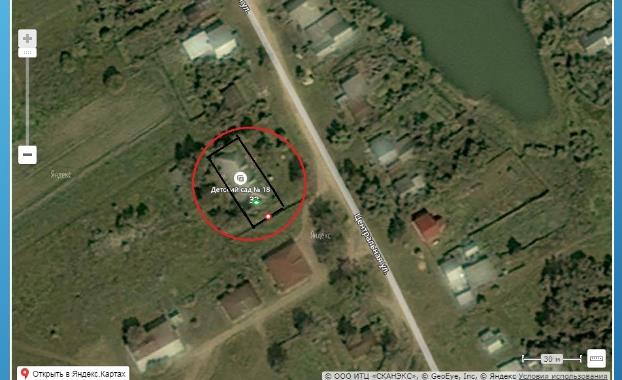 ул.
Яндекс
Детский сад № 18
Яндекс
Центральная ул.
30 м
Открыть в Яндекс.Картах
© ООО ИТЦ «СКАНЭКС», © GeoEye, Inc, © Яндекс Условия использования